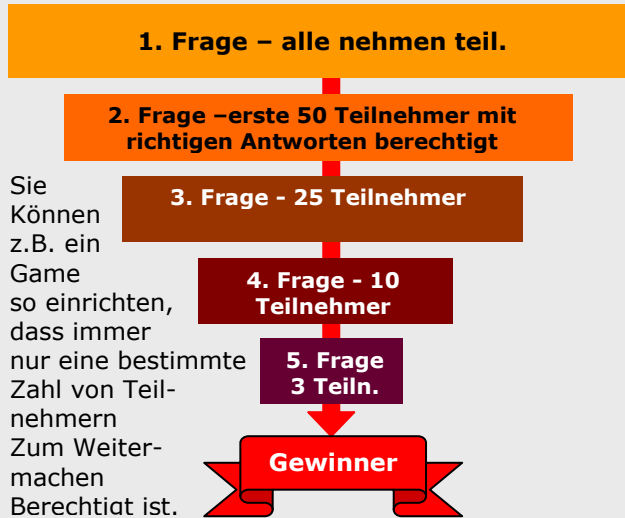 1. Frage – alle nehmen teil.
2. Frage –erste 50 Teilnehmer mit
richtigen Antworten berechtigt
3. Frage - 25 Teilnehmer
4. Frage - 10
Teilnehmer
5. Frage
3 Teiln.
Gewinner
Sie
Können
z.B. ein
Game
so einrichten,
dass immer
nur eine bestimmte
Zahl von Teil-
nehmern
Zum Weiter-
machen
Berechtigt ist.